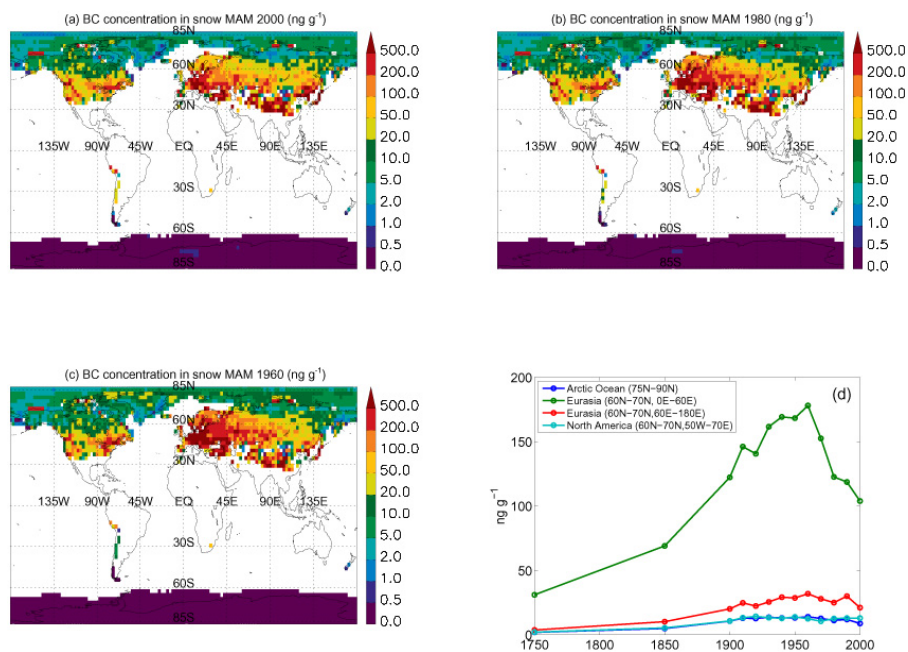 (a) BC concentration in snow MAM 2000 (ng g-1)
85N
60N
30N
135W 90W 45W EQ 45E 90E 135E
30S
60S
85S
500.0
200.0
100.0
50.0
20.0
10.0
5.0
2.0
1.0
0.5
0.0
(b) BC concentration in snow MAM 1980 (ng g-1)
85N
60N
30N
135W 90W 45W EQ 45E 90E 135E
30S
60S
85S
500.0
200.0
100.0
50.0
20.0
10.0
5.0
2.0
1.0
0.5
0.0
(c) BC concentration in snow MAM 1960 (ng g-1)
85N
60N
30N
135W 90W 45W EQ 45E 90E 135E
30S
60S
85S
500.0
200.0
100.0
50.0
20.0
10.0
5.0
2.0
1.0
0.5
0.0
(d)
Arctic Ocean (75N−90N)
Eurasia (60N−70N, 0E−60E)
Eurasia (60N−70N,60E−180E)
North America (60N−70N,50W−70E)
ng g−1
200
150
100
50
0
1750 1800 1850 1900 1950 2000